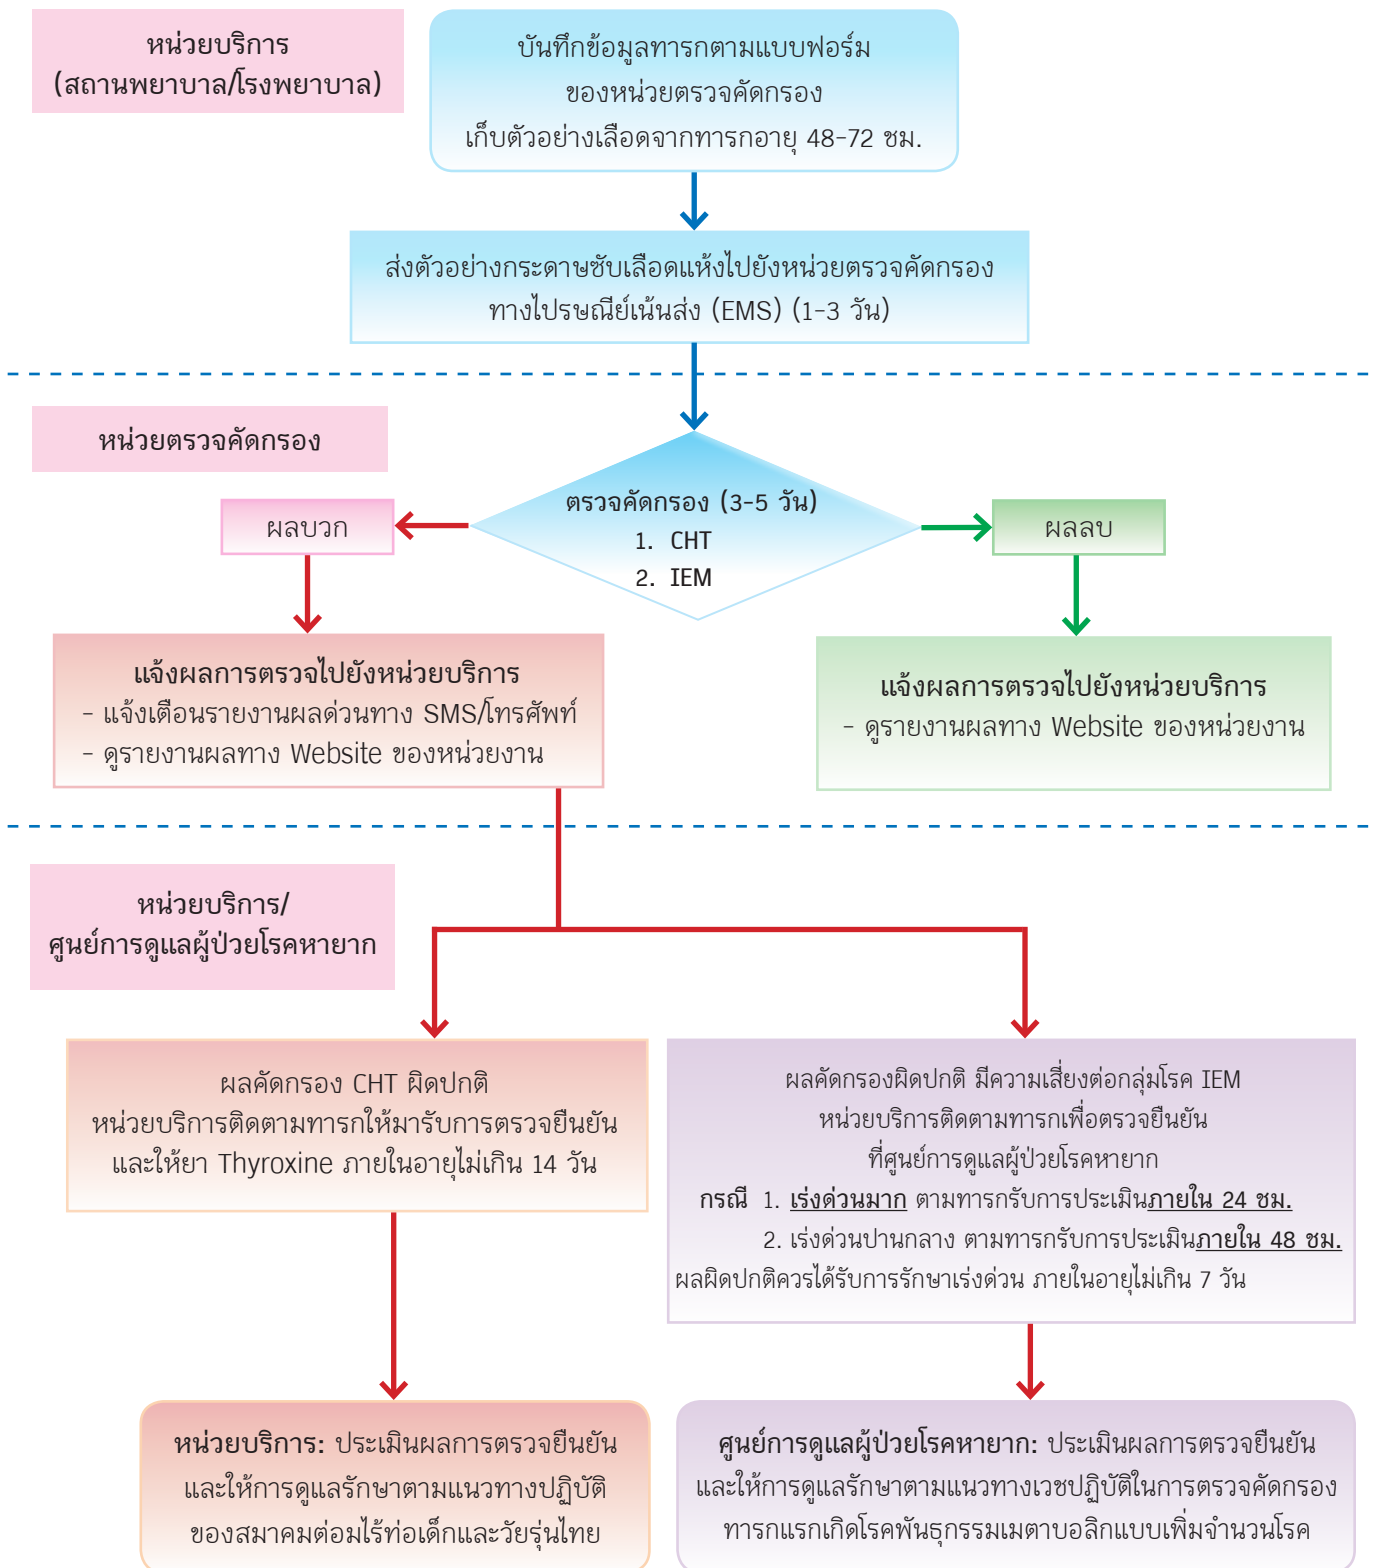 หน่วยบริการ
(สถานพยาบาล/โรงพยาบาล)
บันทึกข้อมูลทารกตามแบบฟอร์ม
ของหน่วยตรวจคัดกรอง
เก็บตัวอย่างเลือดจากทารกอายุ 48-72 ชม.
ส่งตัวอย่างกระดาษซับเลือดแห้งไปยังหน่วยตรวจคัดกรอง
ทางไปรษณีย์เน้นส่ง (EMS) (1-3 วัน)
หน่วยตรวจคัดกรอง
ตรวจคัดกรอง (3-5 วัน)
1. CHT
2. IEM
ผลบวก
ผลลบ
แจ้งผลการตรวจไปยังหน่วยบริการ
- แจ้งเตือนรายงานผลด่วนทาง SMS/โทรศัพท์
- ดูรายงานผลทาง Website ของหน่วยงาน
แจ้งผลการตรวจไปยังหน่วยบริการ
- ดูรายงานผลทาง Website ของหน่วยงาน
หน่วยบริการ/
ศูนย์การดูแลผู้ป่วยโรคหายาก
ผลคัดกรอง CHT ผิดปกติ
หน่วยบริการติดตามทารกให้มารับการตรวจยืนยัน
และให้ยา Thyroxine ภายในอายุไม่เกิน 14 วัน
ผลคัดกรองผิดปกติ มีความเสี่ยงต่อกลุ่มโรค IEM
หน่วยบริการติดตามทารกเพื่อตรวจยืนยัน
ที่ศูนย์การดูแลผู้ป่วยโรคหายาก
กรณี 1. เร่งด่วนมาก ตามทารกรับการประเมินภายใน 24 ชม.
2. เร่งด่วนปานกลาง ตามทารกรับการประเมินภายใน 48 ชม.
ผลผิดปกติควรได้รับการรักษาเร่งด่วน ภายในอายุไม่เกิน 7 วัน
หน่วยบริการ: ประเมินผลการตรวจยืนยัน
และให้การดูแลรักษาตามแนวทางปฏิบัติ
ของสมาคมต่อมไร้ท่อเด็กและวัยรุ่นไทย
ศูนย์การดูแลผู้ป่วยโรคหายาก: ประเมินผลการตรวจยืนยัน
และให้การดูแลรักษาตามแนวทางเวชปฏิบัติในการตรวจคัดกรอง
ทารกแรกเกิดโรคพันธุกรรมเมตาบอลิกแบบเพิ่มจำนวนโรค